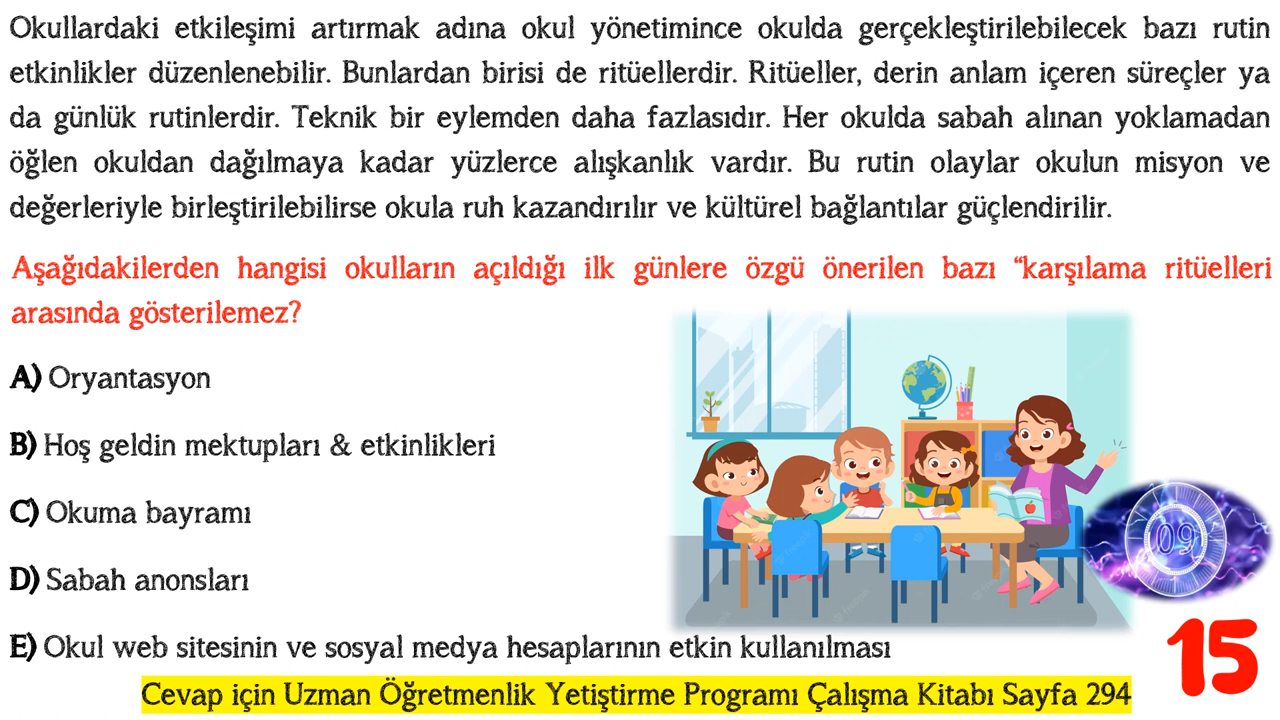 Okullardaki etkileşimi artırmak adına okul yönetimince okulda gerçekleştirilebilecek bazı rutin
etkinlikler düzenlenebilir. Bunlardan birisi de ritüellerdir. Ritüeller, derin anlam içeren süreçler ya
da günlük rutinlerdir. Teknik bir eylemden daha fazlasıdır. Her okulda sabah alınan yoklamadan
öğlen okuldan dağılmaya kadar yüzlerce alışkanlık vardır. Bu rutin olaylar okulun misyon ve
değerleriyle birleştirilebilirse okula ruh kazandırılır ve kültürel bağlantılar güçlendirilir.
Aşağıdakilerden hangisi okulların açıldığı ilk günlere özgü önerilen bazı “karşılama ritüelleri
arasında gösterilemez?
A) Oryantasyon
B) Hoş geldin mektupları & etkinlikleri
C) Okuma bayramı
D) Sabah anonsları
09
E) Okul web sitesinin ve sosyal medya hesaplarının etkin kullanılması
15
Cevap için Uzman Öğretmenlik Yetiştirme Programı Çalışma Kitabı Sayfa 294